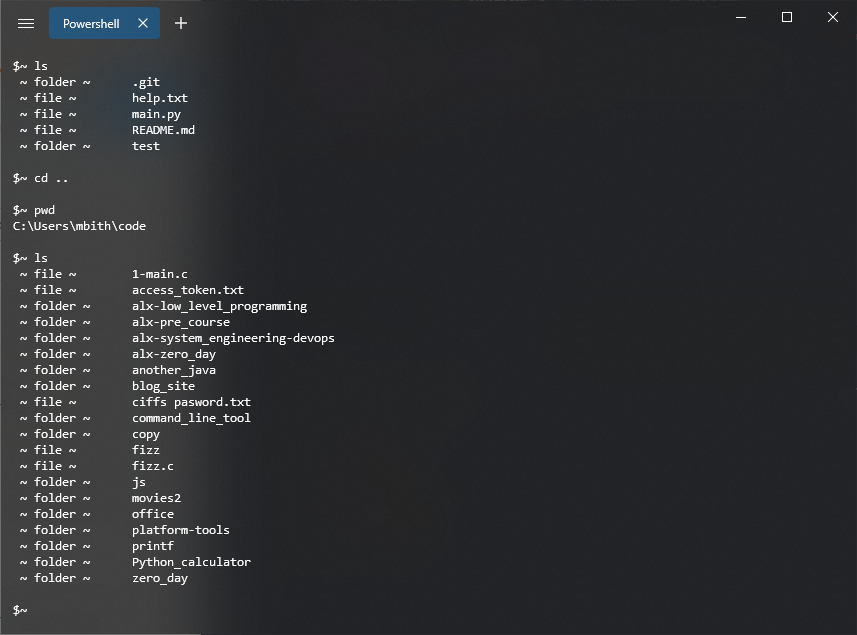 Powershell
$~ ls
~ folder ~ .git
~ file ~ help.txt
~ file ~ main.py
~ file ~ README.md
~ folder ~ test
$~ cd ..
$~ pwd
C:\Users\mbith\code
$~ ls
~ file ~ 1-main.c
~ file ~ access_token.txt
~ folder ~ alx-low_level_programming
~ folder ~ alx-pre_course
~ folder ~ alx-system_engineering-devops
~ folder ~ alx-zero_day
~ folder ~ another_java
~ folder ~ blog_site
~ file ~ ciffs pasword.txt
~ folder ~ command_line_tool
~ folder ~ copy
~ file ~ fizz
~ file ~ fizz.c
~ folder ~ js
~ folder ~ movies2
~ folder ~ office
~ folder ~ platform-tools
~ folder ~ printf
~ folder ~ Python_calculator
~ folder ~ zero_day
$~